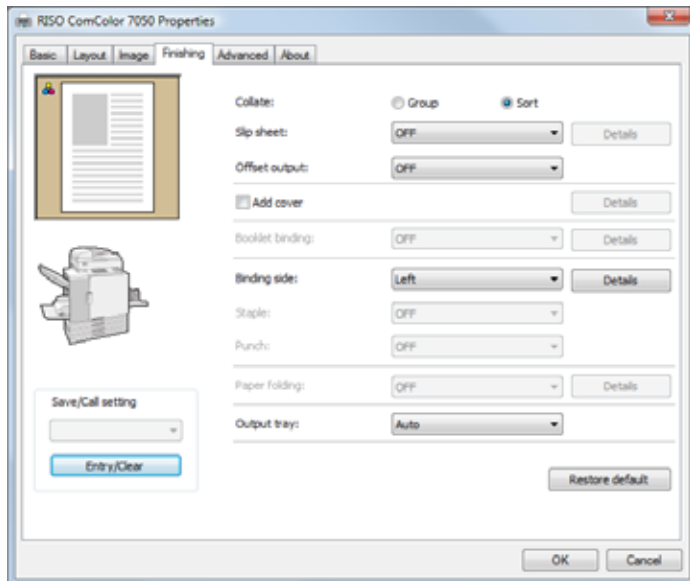 RISO ComColor 7050 Properties
Basic Layout Image Finishing Advanced About
Collate: Group Sort
Slip sheet: OFF Details
Offset output: OFF
Add cover Details
Booklet binding: OFF Details
Binding side: Left Details
Staple: OFF
Punch: OFF
Paper folding: OFF Details
Save/Call setting
Output tray: Auto
Entry/Clear
Restore default
OK Cancel